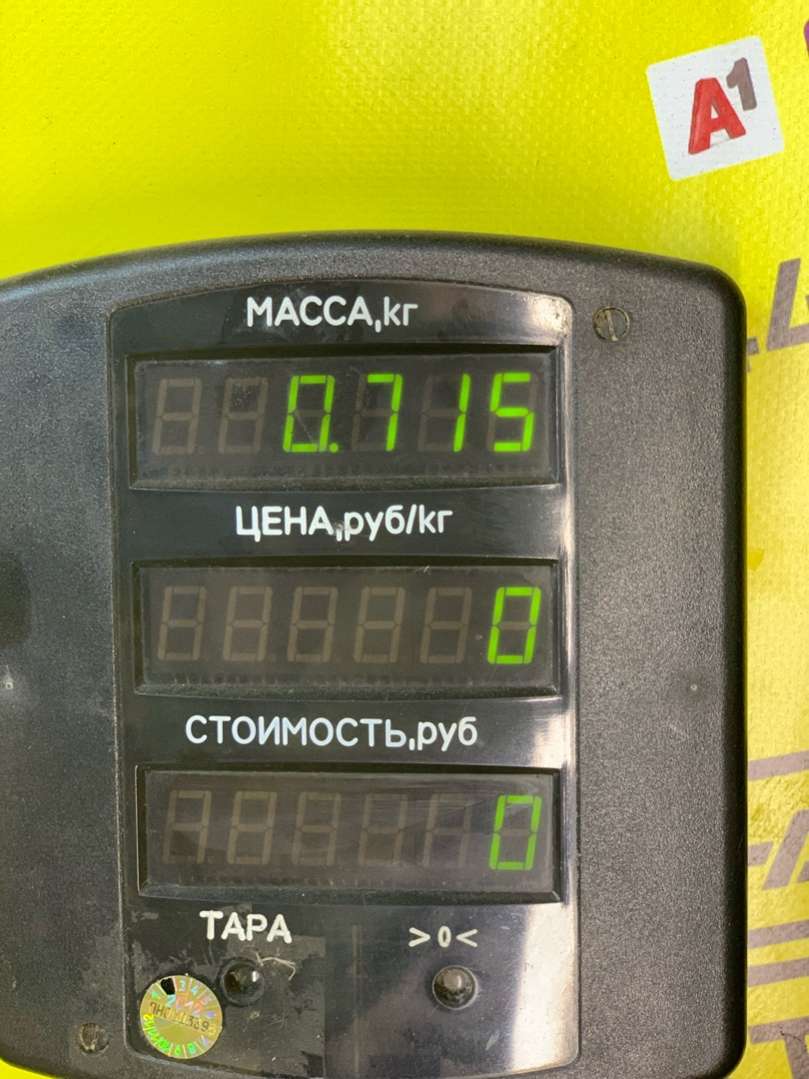 A1
МАССА,кг
0.715
ЦЕНА,руб/кг
0
СТОИМОСТЬ,руб
0
ТАРА >0<